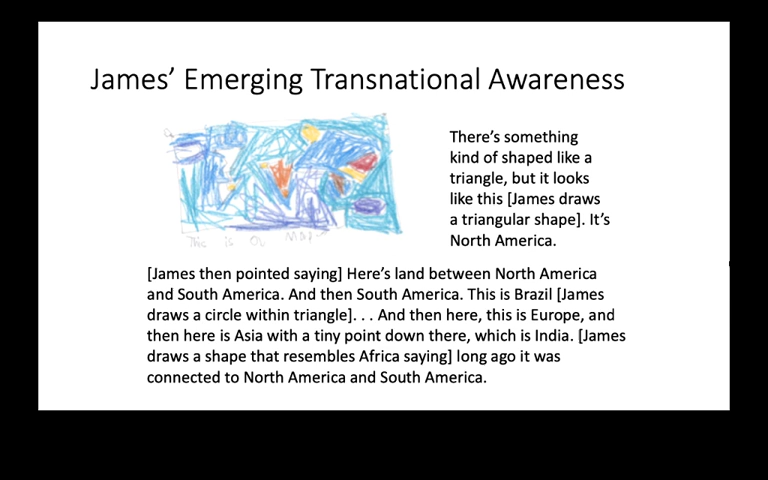 James’ Emerging Transnational Awareness
There’s something
kind of shaped like a
triangle, but it looks
like this [James draws
a triangular shape]. It’s
North America.
This is OU MAP
[James then pointed saying] Here’s land between North America
and South America. And then South America. This is Brazil [James
draws a circle within triangle]. . . And then here, this is Europe, and
then here is Asia with a tiny point down there, which is India. [James
draws a shape that resembles Africa saying] long ago it was
connected to North America and South America.